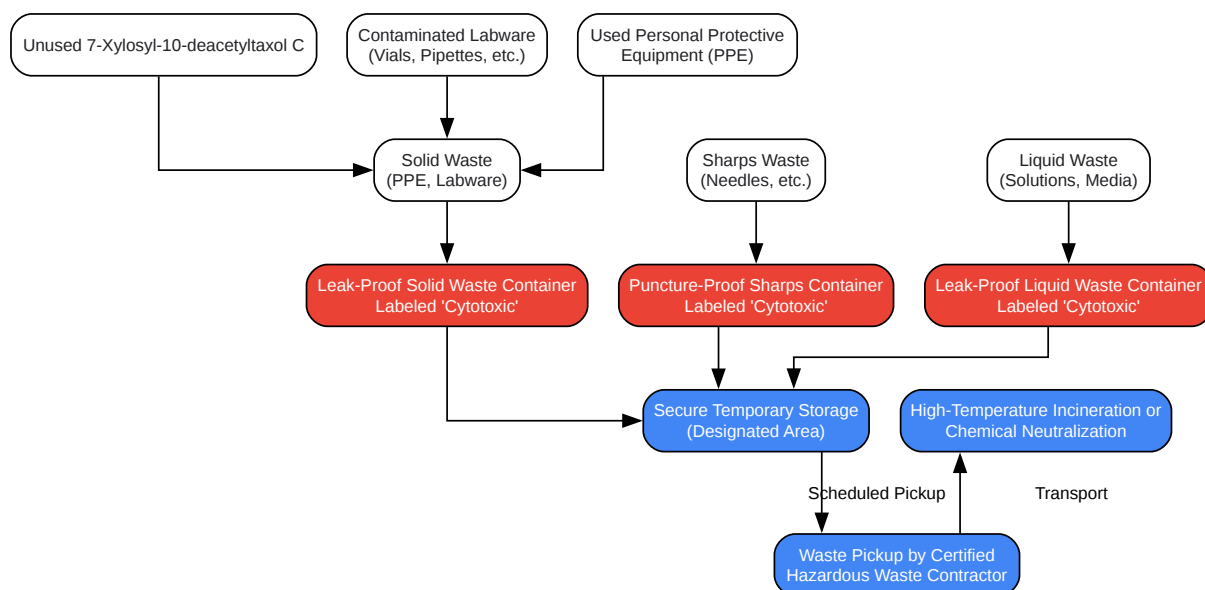 Unused 7-Xylosyl-10-deacetyltaxol C
Contaminated Labware
(Vials, Pipettes, etc.)
Used Personal Protective
Equipment (PPE)
Solid Waste
(PPE, Labware)
Sharps Waste
(Needles, etc.)
Liquid Waste
(Solutions, Media)
Leak-Proof Solid Waste Container
Labeled 'Cytotoxic'
Puncture-Proof Sharps Container
Labeled 'Cytotoxic'
Leak-Proof Liquid Waste Container
Labeled 'Cytotoxic'
Secure Temporary Storage
(Designated Area)
High-Temperature Incineration or
Chemical Neutralization
Scheduled Pickup
Transport
Waste Pickup by Certified
Hazardous Waste Contractor